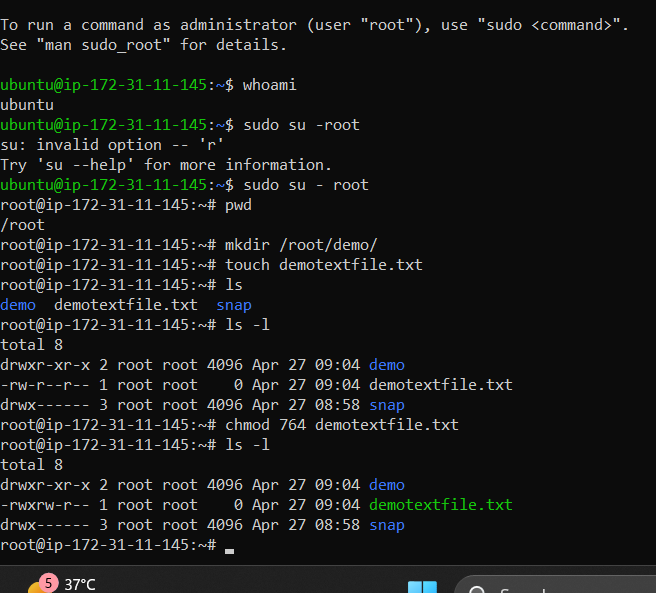 To run a command as administrator (user "root"), use "sudo <command>".
See "man sudo_root" for details.
ubuntu@ip-172-31-11-145:~$ whoami
ubuntu
ubuntu@ip-172-31-11-145:~$ sudo su -root
su: invalid option -- 'r'
Try 'su --help' for more information.
ubuntu@ip-172-31-11-145:~$ sudo su - root
root@ip-172-31-11-145:~# pwd
/root
root@ip-172-31-11-145:~# mkdir /root/demo/
root@ip-172-31-11-145:~# touch demotextfile.txt
root@ip-172-31-11-145:~# ls
demo  demotextfile.txt  snap
root@ip-172-31-11-145:~# ls -l
total 8
drwxr-xr-x 2 root root 4096 Apr 27 09:04 demo
-rw-r--r-- 1 root root    0 Apr 27 09:04 demotextfile.txt
drwx------ 3 root root 4096 Apr 27 08:58 snap
root@ip-172-31-11-145:~# chmod 764 demotextfile.txt
root@ip-172-31-11-145:~# ls -l
total 8
drwxr-xr-x 2 root root 4096 Apr 27 09:04 demo
-rwxrw-r-- 1 root root    0 Apr 27 09:04 demotextfile.txt
drwx------ 3 root root 4096 Apr 27 08:58 snap
root@ip-172-31-11-145:~#
5 37°C